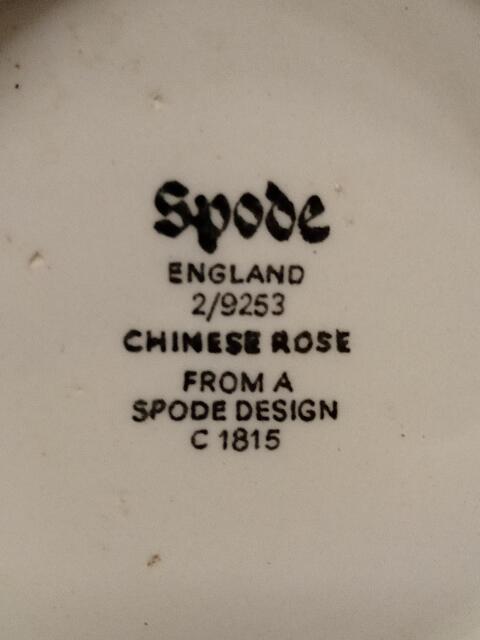 Spode
ENGLAND
2/9253
CHINESE ROSE
FROM A
SPODE DESIGN
C 1815